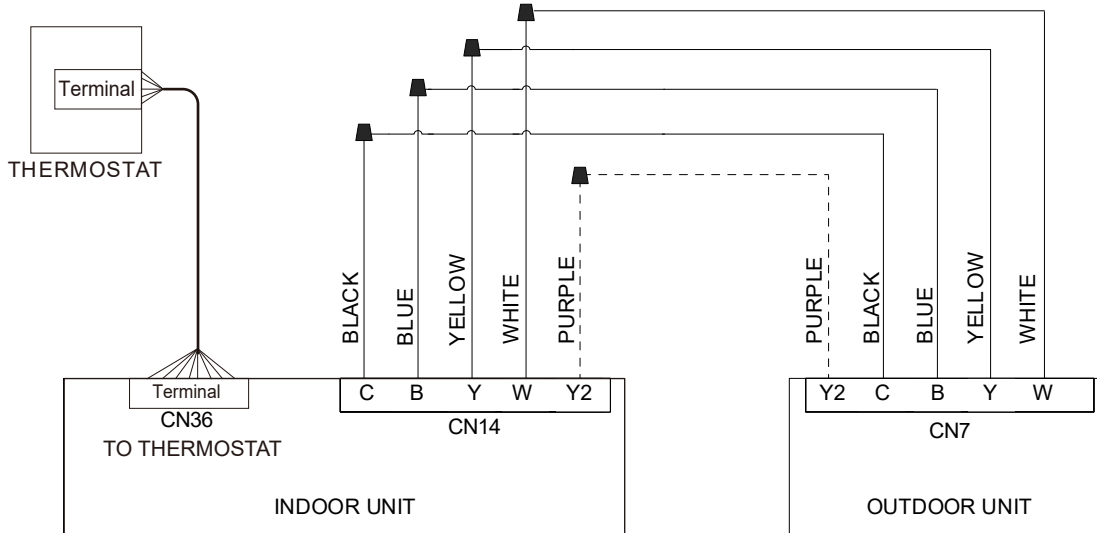 Terminal
THERMOSTAT
BLACK
BLUE
YELLOW
WHITE
PURPLE
PURPLE
BLACK
BLUE
YELLOW
WHITE
Terminal
CN36
TO THERMOSTAT
C B Y W Y2
CN14
INDOOR UNIT
Y2 C B Y W
CN7
OUTDOOR UNIT